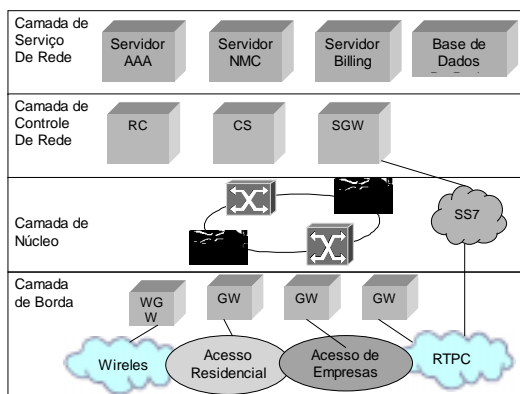 Camada de
Serviço
De Rede
Servidor
AAA
Servidor
NMC
Servidor
Billing
Base de
Dados
Camada de
Controle
De Rede
RC
CS
SGW
Camada de
Núcleo
SS7
Camada
de Borda
WG
W
GW
GW
GW
Wireles
Acesso
Residencial
Acesso de
Empresas
RTPC